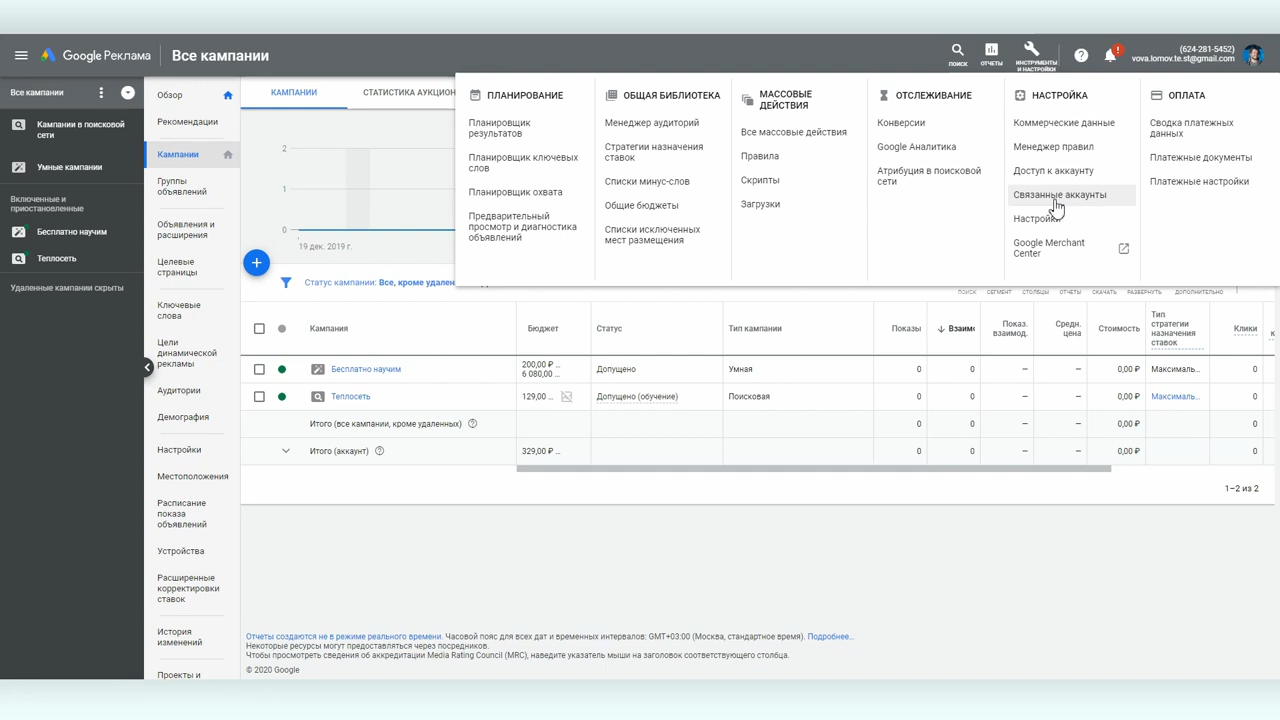 Google Реклама
Все кампании
ПОИСК
ОТЧЕТЫ
ИНСТРУМЕНТЫ
И НАСТРОЙКИ
(624-281-5452)
vova.lomov.te.st@gmail.com
Все кампании
Кампании в поисковой
сети
Умные кампании
Включенные и
приостановленные
Бесплатно научим
Теплосеть
Удаленные кампании скрыты
Обзор
Рекомендации
Кампании
Группы
объявлений
Объявления и
расширения
Целевые
страницы
Ключевые
слова
Цели
динамической
рекламы
Аудитории
Демография
Настройки
Местоположения
Расписание
показа
объявлений
Устройства
Расширенные
корректировки
ставок
История
изменений
Проекты и
КАМПАНИИ
СТАТИСТИКА АУКЦИОН
2
1
0
19 дек. 2019 г.
ПЛАНИРОВАНИЕ
Планировщик
результатов
Планировщик ключевых
слов
Планировщик охвата
Предварительный
просмотр и диагностика
объявлений
ОБЩАЯ БИБЛИОТЕКА
Менеджер аудиторий
Стратегии назначения
ставок
Списки минус-слов
Общие бюджеты
Списки исключенных
мест размещения
МАССОВЫЕ
ДЕЙСТВИЯ
Все массовые действия
Правила
Скрипты
Загрузки
ОТСЛЕЖИВАНИЕ
Конверсии
Google Аналитика
Атрибуция в поисковой
сети
НАСТРОЙКА
Коммерческие данные
Менеджер правил
Доступ к аккаунту
Связанные аккаунты
Настройки
Google Merchant
Center
ОПЛАТА
Сводка платежных
данных
Платежные документы
Платежные настройки
Статус кампании: Все, кроме удален
ПОИСК
СЕГМЕНТ
СТОЛБЦЫ
ОТЧЕТЫ
СКАЧАТЬ
РАЗВЕРНУТЬ
ДОПОЛНИТЕЛЬНО
Кампания
Бюджет
Статус
Тип кампании
Показы
Взаим
Показ.
взаимод.
Средн.
цена
Стоимость
Тип
стратегии
назначения
ставок
Клики
Бесплатно научим
200,00 ₽ ...
6 080,00 ...
Допущено
Умная
0
0
–
–
0,00 ₽
Максималь...
0
Теплосеть
129,00 ...
Допущено (обучение)
Поисковая
0
0
–
–
0,00 ₽
Максималь...
0
Итого (все кампании, кроме удаленных)
0
0
–
–
0,00 ₽
0
Итого (аккаунт)
329,00 ₽ ...
0
0
–
–
0,00 ₽
0
1–2 из 2
Отчеты создаются не в режиме реального времени. Часовой пояс для всех дат и временных интервалов: GMT+03:00 (Москва, стандартное время). Подробнее...
Некоторые ресурсы могут предоставляться через посредников.
Чтобы просмотреть сведения об аккредитации Media Rating Council (MRC), наведите указатель мыши на заголовок соответствующего столбца.
© 2020 Google